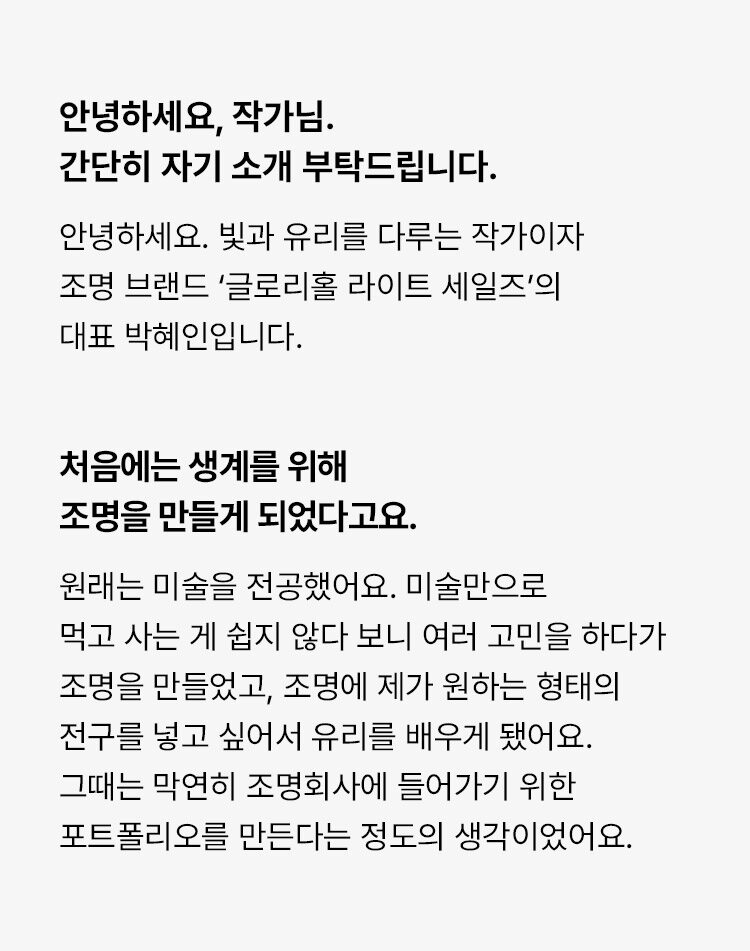 안녕하세요, 작가님.
간단히 자기 소개 부탁드립니다.
안녕하세요. 빛과 유리를 다루는 작가이자
조명 브랜드 ‘글로리홀 라이트 세일즈’의
대표 박혜인입니다.
처음에는 생계를 위해
조명을 만들게 되었다고요.
원래는 미술을 전공했어요. 미술만으로
먹고 사는 게 쉽지 않다 보니 여러 고민을 하다가
조명을 만들었고, 조명에 제가 원하는 형태의
전구를 넣고 싶어서 유리를 배우게 됐어요.
그때는 막연히 조명회사에 들어가기 위한
포트폴리오를 만든다는 정도의 생각이었어요.